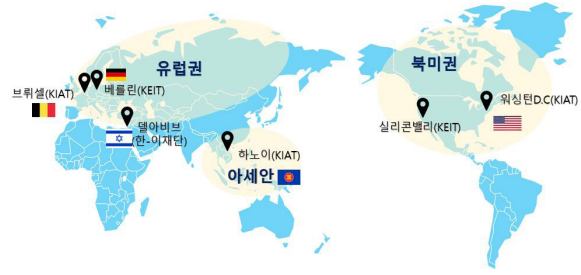 유럽권
브뤼셀(KIAT)
베를린(KEIT)
델아비브
(한-이재단)
하노이(KIAT)
아세안
북미권
실리콘밸리(KEIT)
워싱턴D.C(KIAT)